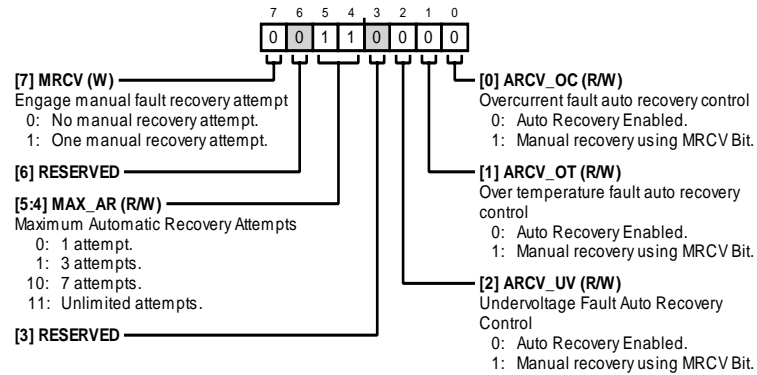 7 6 5 4 3 2 1 0
0 0 1 1 0 0 0 0
[7] MRCV (W)
Engage manual fault recovery attempt
0: No manual recovery attempt.
1: One manual recovery attempt.
[6] RESERVED
[5:4] MAX_AR (R/W)
Maximum Automatic Recovery Attempts
0: 1 attempt.
1: 3 attempts.
10: 7 attempts.
11: Unlimited attempts.
[3] RESERVED
[0] ARCV_OC (R/W)
Overcurrent fault auto recovery control
0: Auto Recovery Enabled.
1: Manual recovery using MRCV Bit.
[1] ARCV_OT (R/W)
Over temperature fault auto recovery
control
0: Auto Recovery Enabled.
1: Manual recovery using MRCV Bit.
[2] ARCV_UV (R/W)
Undervoltage Fault Auto Recovery
Control
0: Auto Recovery Enabled.
1: Manual recovery using MRCV Bit.